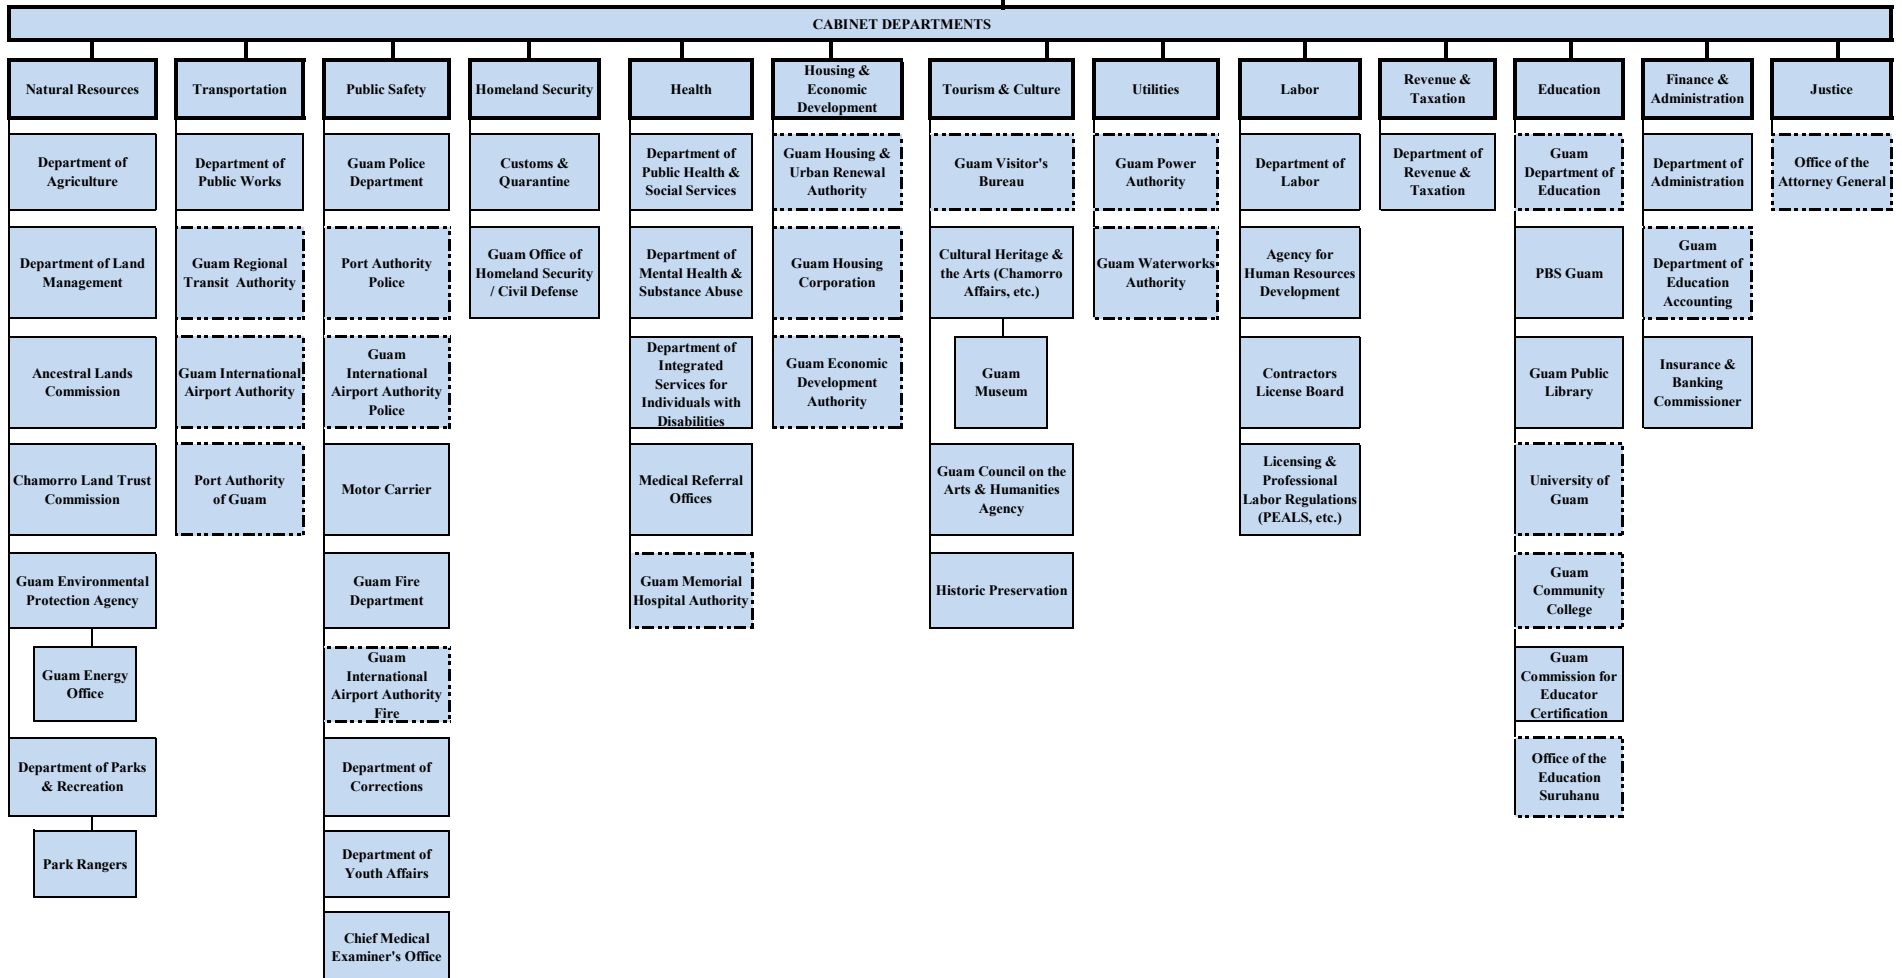 CABINET DEPARTMENTS
Natural Resources
Department of
Agriculture
Department of Land
Management
Ancestral Lands
Commission
Chamorro Land Trust
Commission
Guam Environmental
Protection Agency
Guam Energy
Office
Department of Parks
& Recreation
Park Rangers
Transportation
Department of
Public Works
Guam Regional
Transit Authority
Guam International
Airport Authority
Port Authority
of Guam
Public Safety
Guam Police
Department
Port Authority
Police
Guam
International
Airport Authority
Police
Motor Carrier
Guam Fire
Department
Guam
International
Airport Authority
Fire
Department of
Corrections
Department of
Youth Affairs
Chief Medical
Examiner's Office
Homeland Security
Customs &
Quarantine
Guam Office of
Homeland Security
/ Civil Defense
Health
Department of
Public Health &
Social Services
Department of
Mental Health &
Substance Abuse
Department of
Integrated
Services for
Individuals with
Disabilities
Medical Referral
Offices
Guam Memorial
Hospital Authority
Housing &
Economic
Development
Guam Housing &
Urban Renewal
Authority
Guam Housing
Corporation
Guam Economic
Development
Authority
Tourism & Culture
Guam Visitor's
Bureau
Cultural Heritage &
the Arts (Chamorro
Affairs, etc.)
Guam
Museum
Guam Council on the
Arts & Humanities
Agency
Historic Preservation
Utilities
Guam Power
Authority
Guam Waterworks
Authority
Labor
Department of
Labor
Agency for
Human Resources
Development
Contractors
License Board
Licensing &
Professional
Labor Regulations
(PEALS, etc.)
Revenue &
Taxation
Department of
Revenue &
Taxation
Education
Guam
Department of
Education
PBS Guam
Guam Public
Library
University of
Guam
Guam
Community
College
Guam
Commission for
Educator
Certification
Office of the
Education
Suruhanu
Finance &
Administration
Department of
Administration
Guam
Department of
Education
Accounting
Insurance &
Banking
Commissioner
Justice
Office of the
Attorney General